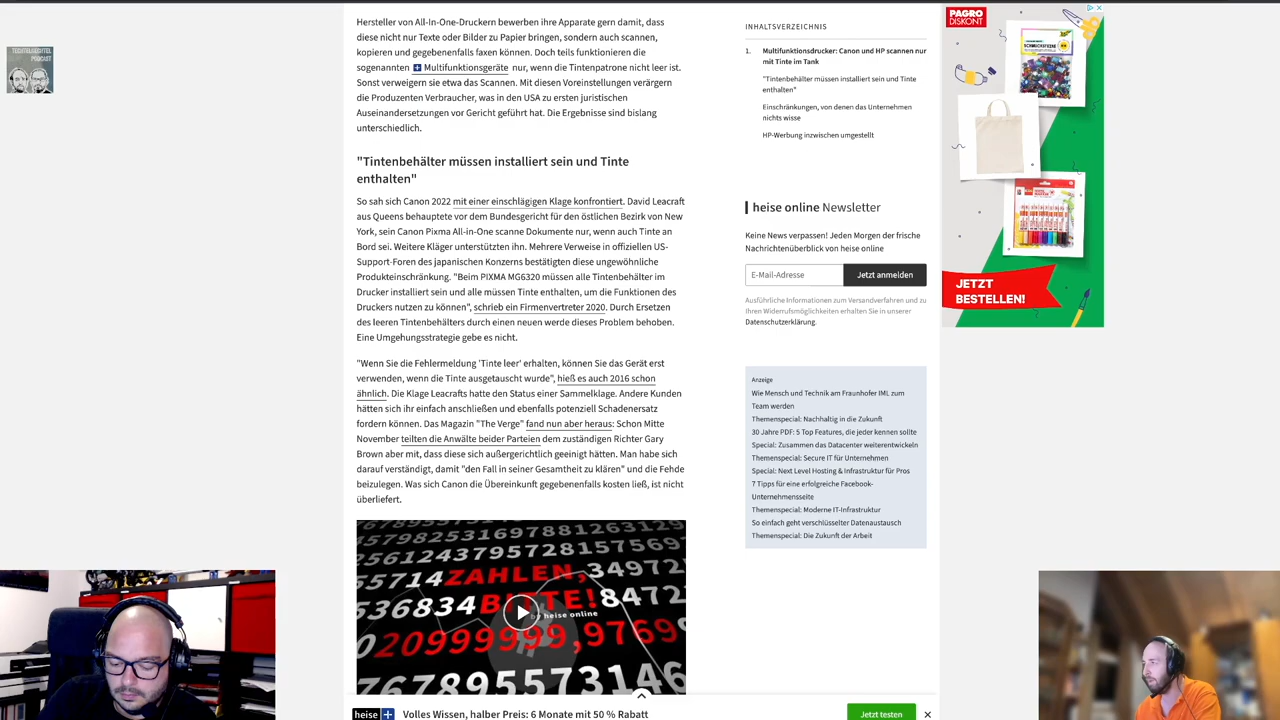 TECHTELMECHTEL
PODCAST
Hersteller von All-In-One-Druckern bewerben ihre Apparate gern damit, dass
diese nicht nur Texte oder Bilder zu Papier bringen, sondern auch scannen,
kopieren und gegebenenfalls faxen können. Doch teils funktionieren die
sogenannten Multifunktionsgeräte nur, wenn die Tintenpatrone nicht leer ist.
Sonst verweigern sie etwa das Scannen. Mit diesen Voreinstellungen verärgern
die Produzenten Verbraucher, was in den USA zu ersten juristischen
Auseinandersetzungen vor Gericht geführt hat. Die Ergebnisse sind bislang
unterschiedlich.
"Tintenbehälter müssen installiert sein und Tinte
enthalten"
So sah sich Canon 2022 mit einer einschlägigen Klage konfrontiert. David Leacraft
aus Queens behauptete vor dem Bundesgericht für den östlichen Bezirk von New
York, sein Canon Pixma All-in-One scanne Dokumente nur, wenn auch Tinte an
Bord sei. Weitere Kläger unterstützten ihn. Mehrere Verweise in offiziellen US-
Support-Foren des japanischen Konzerns bestätigten diese ungewöhnliche
Produkteinschränkung. "Beim PIXMA MG6320 müssen alle Tintenbehälter im
Drucker installiert sein und alle müssen Tinte enthalten, um die Funktionen des
Druckers nutzen zu können", schrieb ein Firmenvertreter 2020. Durch Ersetzen
des leeren Tintenbehälters durch einen neuen werde dieses Problem behoben.
Eine Umgehungsstrategie gebe es nicht.
"Wenn Sie die Fehlermeldung 'Tinte leer' erhalten, können Sie das Gerät erst
verwenden, wenn die Tinte ausgetauscht wurde", hieß es auch 2016 schon
ähnlich. Die Klage Leacrafts hatte den Status einer Sammelklage. Andere Kunden
hätten sich ihr einfach anschließen und ebenfalls potenziell Schadenersatz
fordern können. Das Magazin "The Verge" fand nun aber heraus: Schon Mitte
November teilten die Anwälte beider Parteien dem zuständigen Richter Gary
Brown aber mit, dass diese sich außergerichtlich geeinigt hätten. Man habe sich
darauf verständigt, damit "den Fall in seiner Gesamtheit zu klären" und die Fehde
beizulegen. Was sich Canon die Übereinkunft gegebenenfalls kosten ließ, ist nicht
überliefert.
ZAHLEN,
BITTE!
by heise online
INHALTSVERZEICHNIS
1. Multifunktionsdrucker: Canon und HP scannen nur
mit Tinte im Tank
"Tintenbehälter müssen installiert sein und Tinte
enthalten"
Einschränkungen, von denen das Unternehmen
nichts wisse
HP-Werbung inzwischen umgestellt
heise online Newsletter
Keine News verpassen! Jeden Morgen der frische
Nachrichtenüberblick von heise online
E-Mail-Adresse
Jetzt anmelden
Ausführliche Informationen zum Versandverfahren und zu
Ihren Widerrufsmöglichkeiten erhalten Sie in unserer
Datenschutzerklärung.
Anzeige
Wie Mensch und Technik am Fraunhofer IML zum
Team werden
Themenspecial: Nachhaltig in die Zukunft
30 Jahre PDF: 5 Top Features, die jeder kennen sollte
Special: Zusammen das Datacenter weiterentwickeln
Themenspecial: Secure IT für Unternehmen
Special: Next Level Hosting & Infrastruktur für Pros
7 Tipps für eine erfolgreiche Facebook-
Unternehmensseite
Themenspecial: Moderne IT-Infrastruktur
So einfach geht verschlüsselter Datenaustausch
Themenspecial: Die Zukunft der Arbeit
PAGRO
DISKONT
JETZT
BESTELLEN!
heise+ Volles Wissen, halber Preis: 6 Monate mit 50 % Rabatt
Jetzt testen